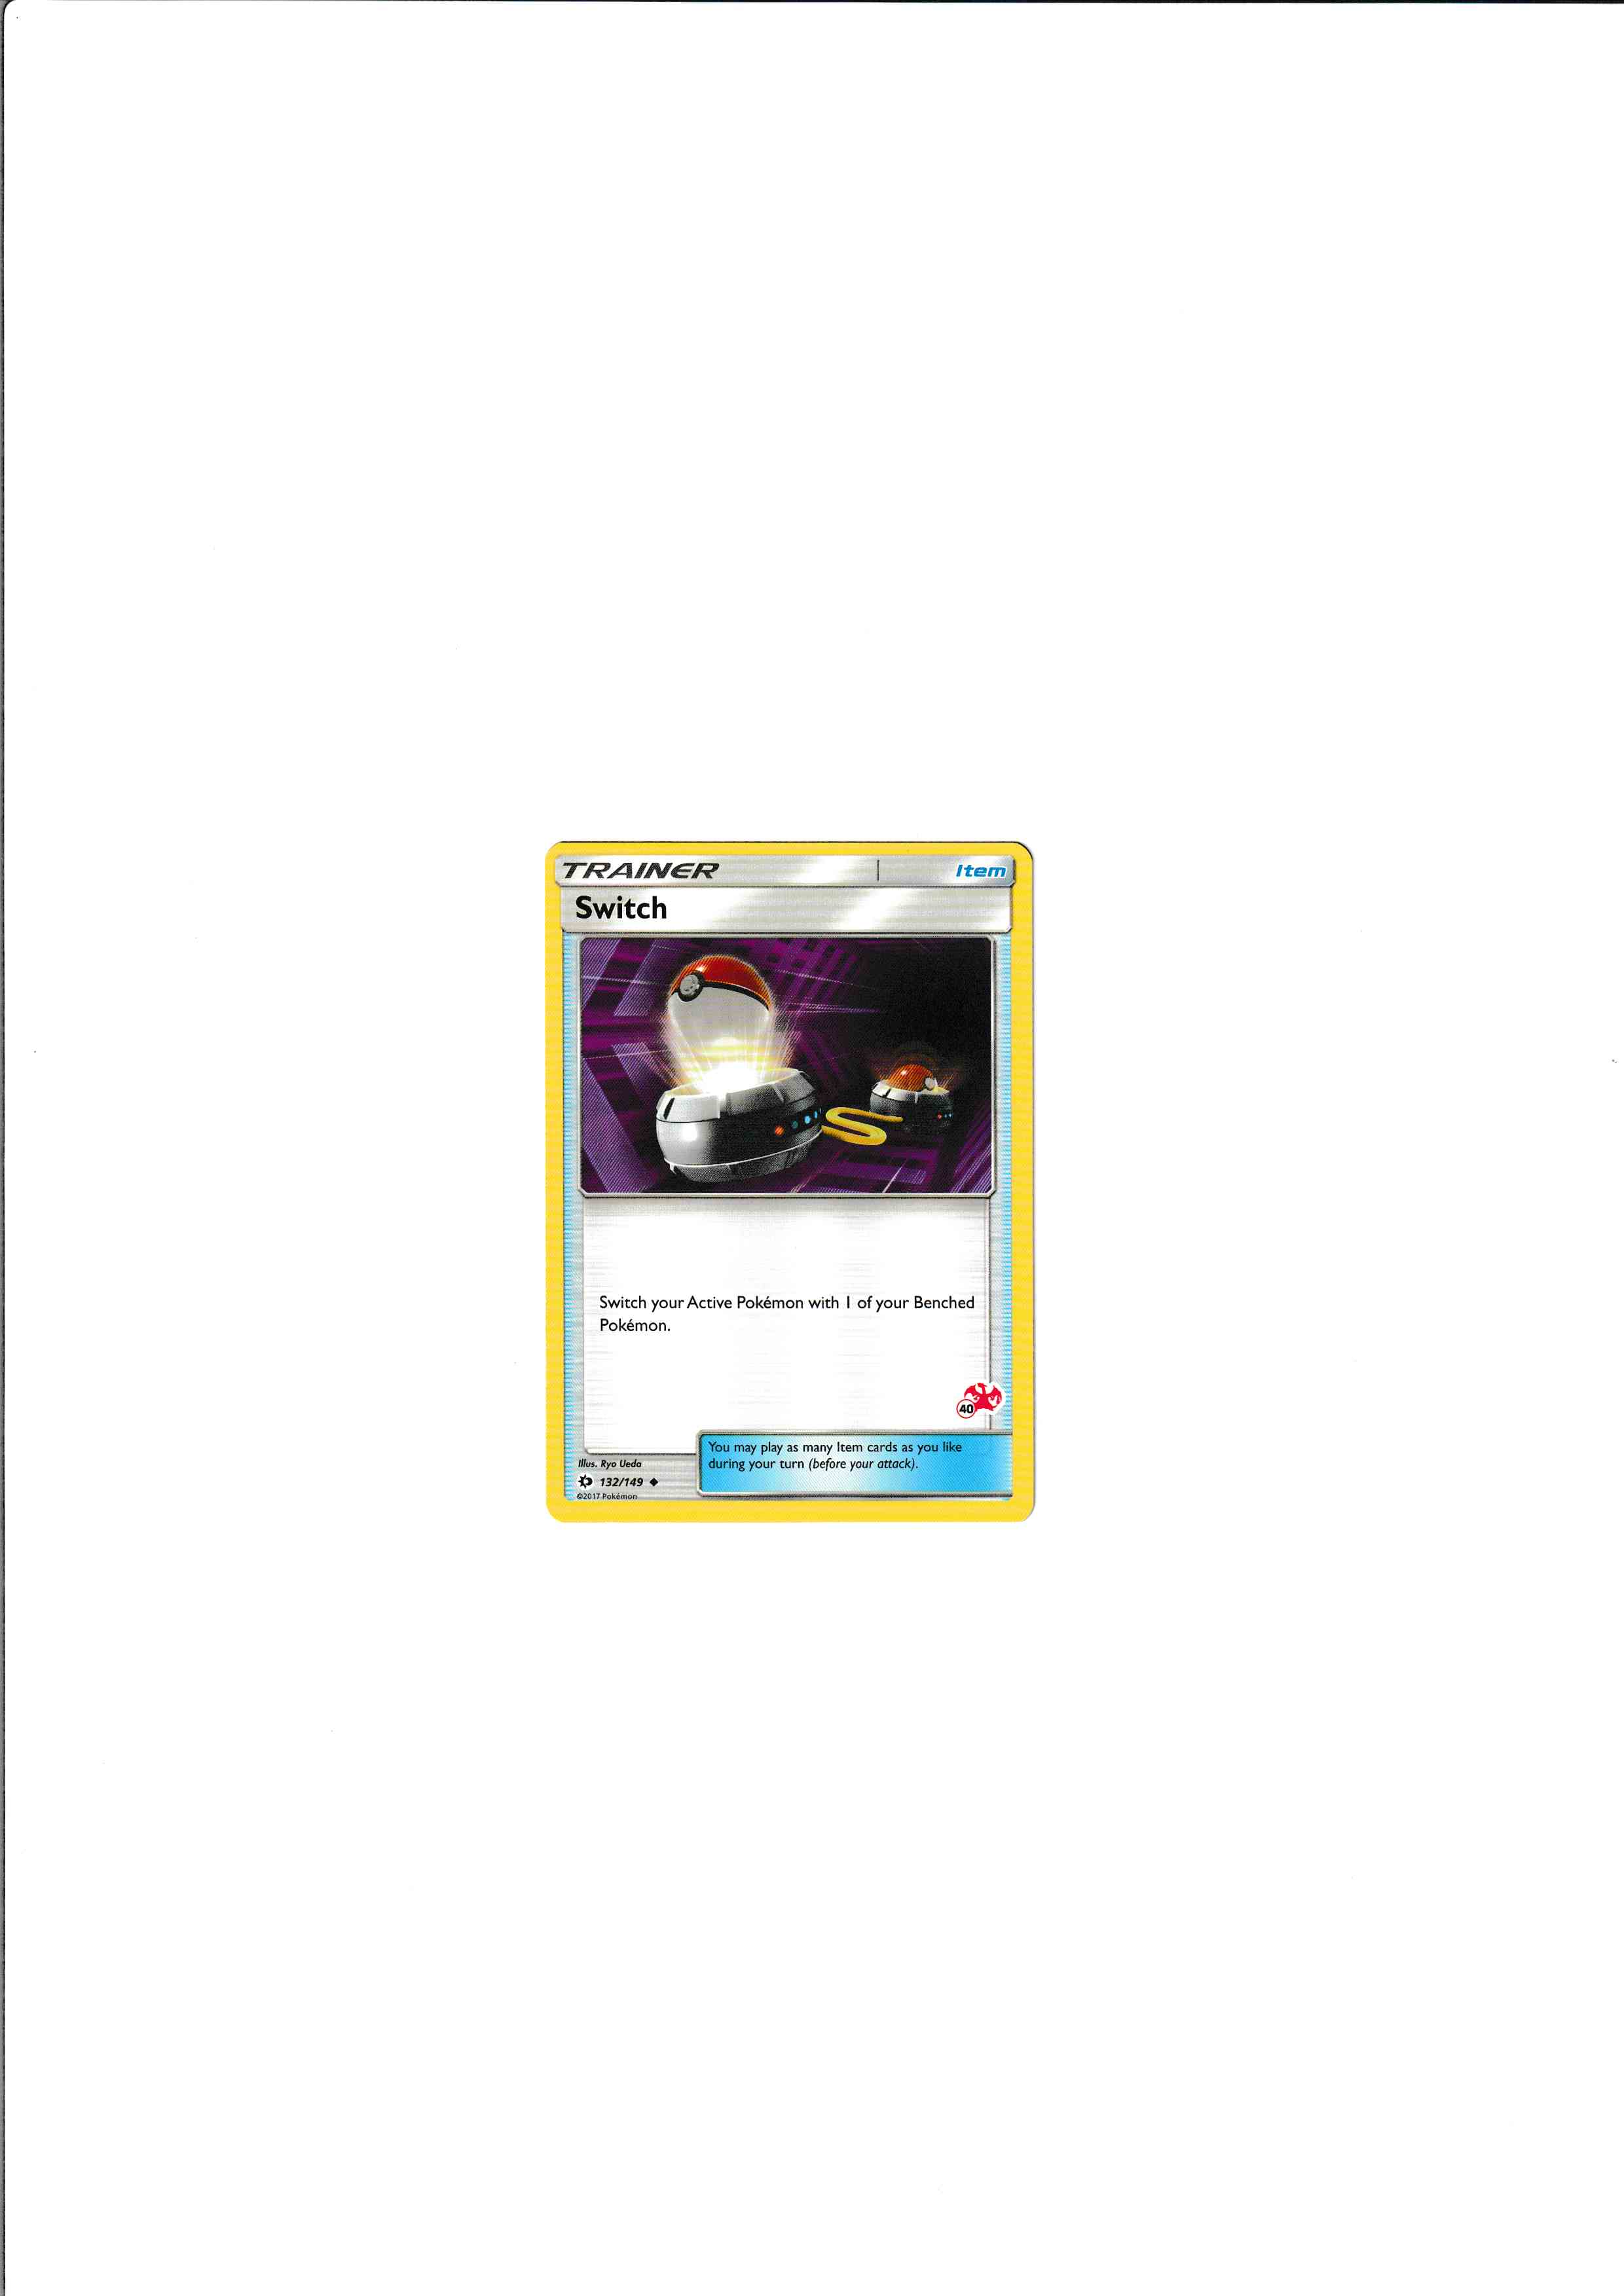 TRAINER
Item
Switch
Switch your Active Pokémon with 1 of your Benched
Pokémon.
40
You may play as many Item cards as you like
during your turn (before your attack).
Illus. Ryo Ueda
132/149
©2017 Pokémon